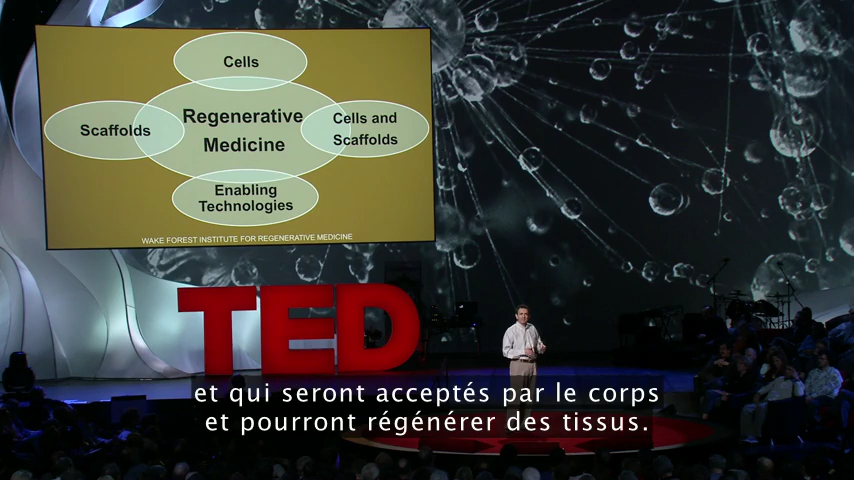 Cells
Regenerative
Medicine
Scaffolds
Cells and
Scaffolds
Enabling
Technologies
WAKE FOREST INSTITUTE FOR REGENERATIVE MEDICINE
TED
et qui seront acceptés par le corps
et pourront régénérer des tissus.